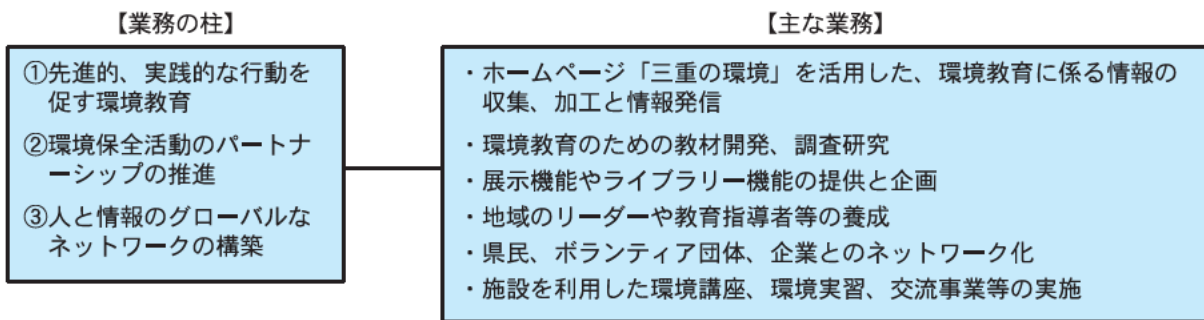 【業務の柱】
①先進的、実践的な行動を
促す環境教育
②環境保全活動のパートナ
ーシップの推進
③人と情報のグローバルな
ネットワークの構築
【主な業務】
・ホームページ「三重の環境」を活用した、環境教育に係る情報の
収集、加工と情報発信
・環境教育のための教材開発、調査研究
・展示機能やライブラリー機能の提供と企画
・地域のリーダーや教育指導者等の養成
・県民、ボランティア団体、企業とのネットワーク化
・施設を利用した環境講座、環境実習、交流事業等の実施